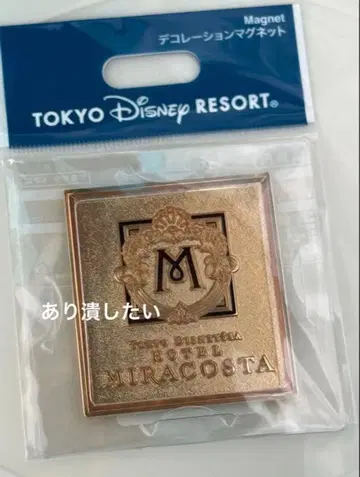 Magnet
デコレーションマグネット
TOKYO Disney RESORT®
M
あり潰したい
TOKYO DISNEYSEA
HOTEL
MIRACOSTA